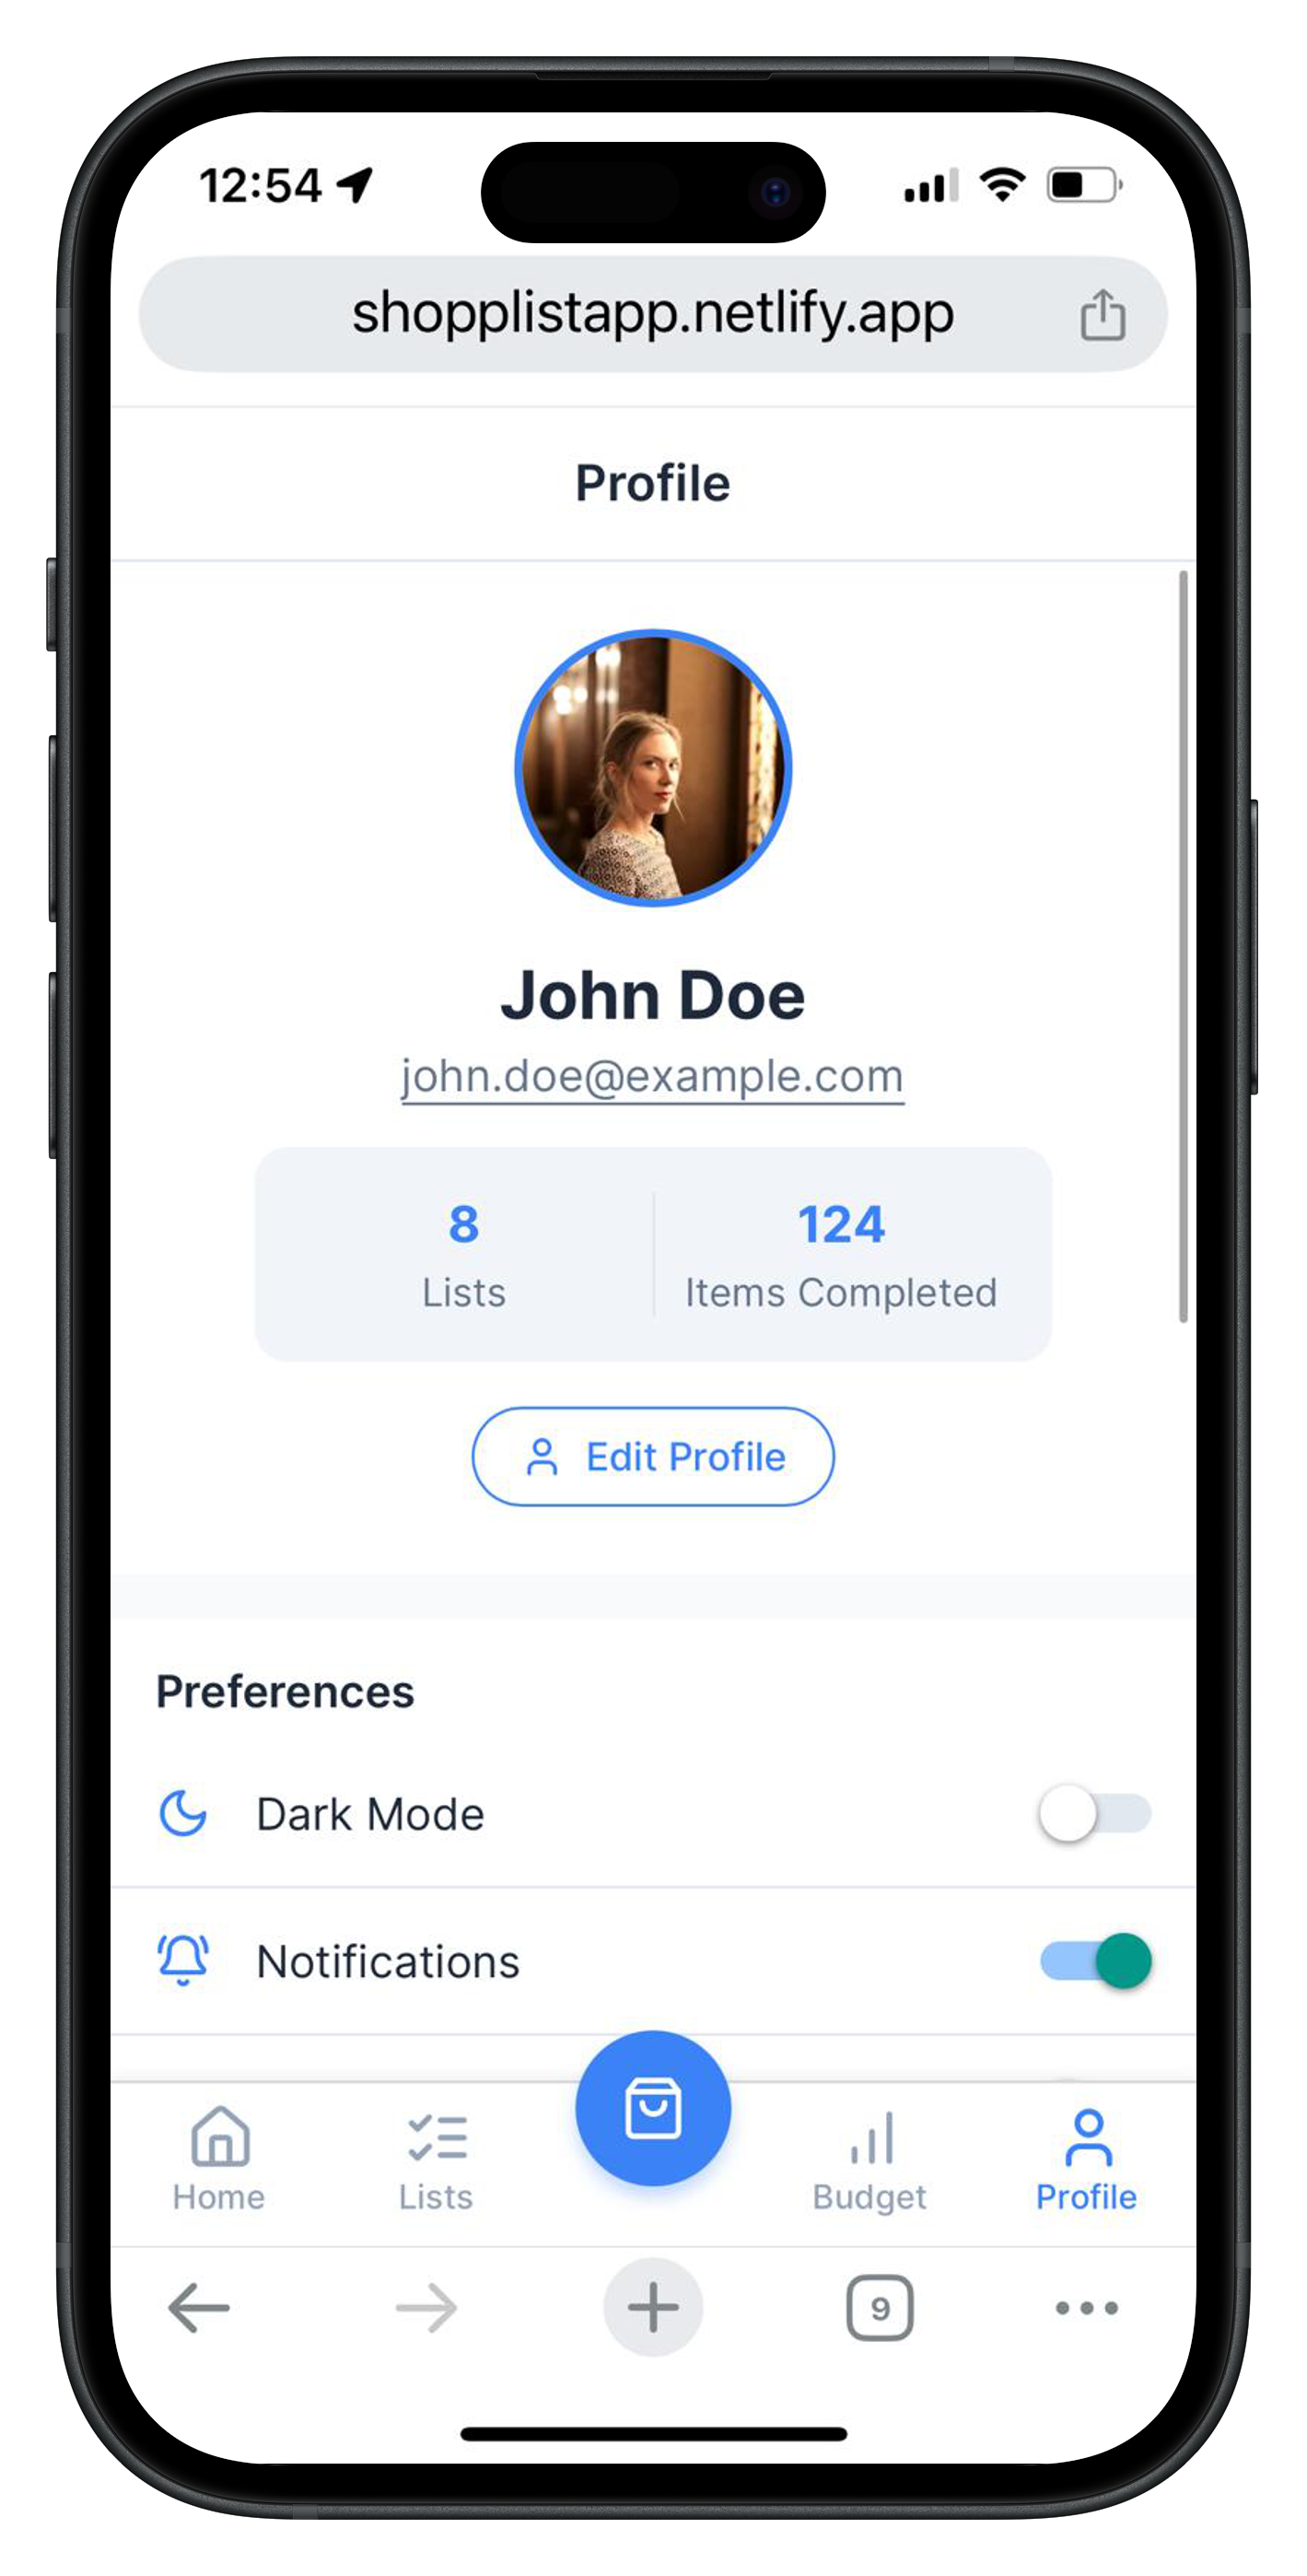 12:54
shopplistapp.netlify.app
Profile
John Doe
john.doe@example.com
8 124
Lists Items Completed
Edit Profile
Preferences
Dark Mode
Notifications
Home Lists Budget Profile
9